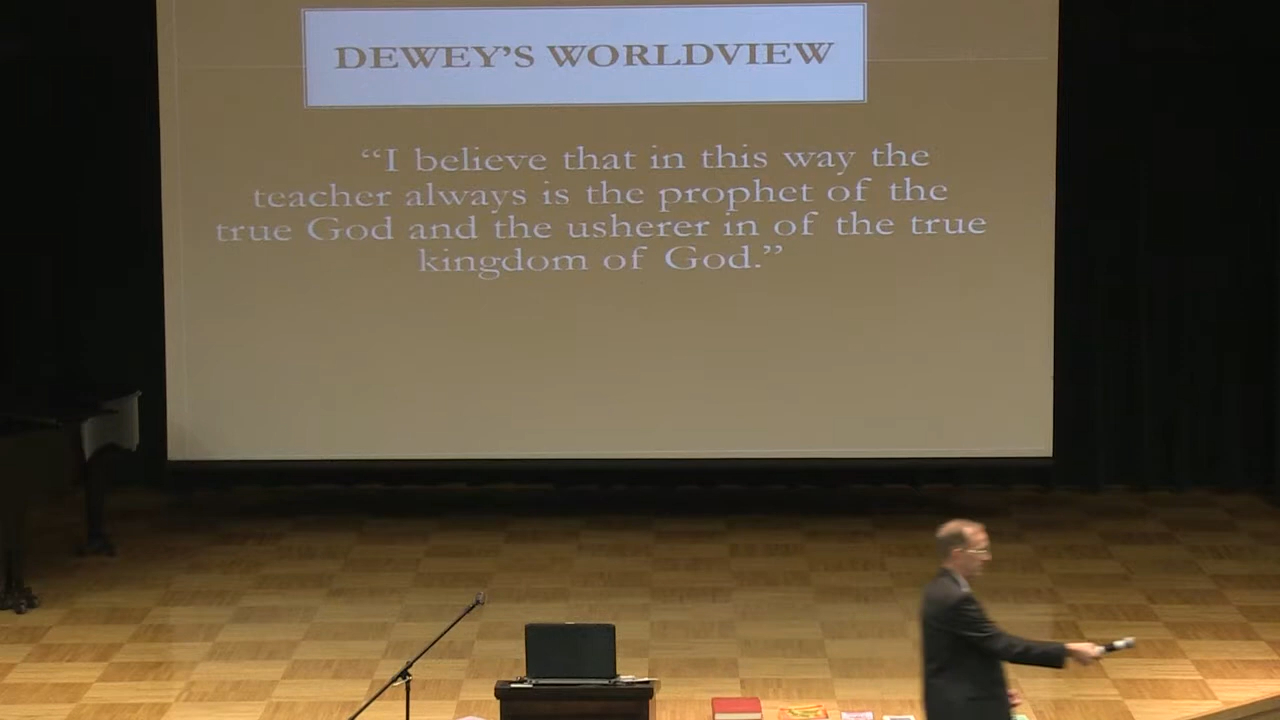 DEWEY'S WORLDVIEW
“I believe that in this way the
teacher always is the prophet of the
true God and the usherer in of the true
kingdom of God.”